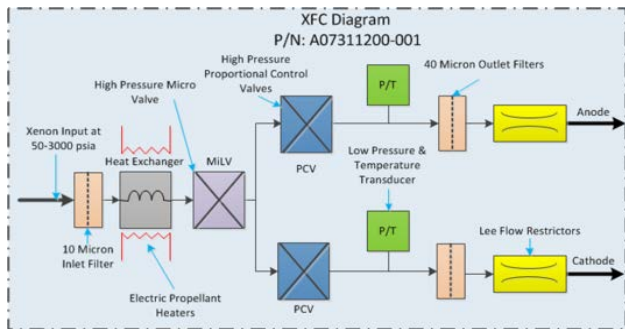 XFC Diagram
P/N: A07311200-001
High Pressure
Proportional Control
Valves
40 Micron Outlet Filters
High Pressure Micro
Valve
P/T
Anode
Xenon Input at
50-3000 psia
Heat Exchanger
MiLV
PCV
Low Pressure &
Temperature
Transducer
10 Micron
Inlet Filter
P/T
Lee Flow Restrictors
Electric Propellant
Heaters
PCV
Cathode